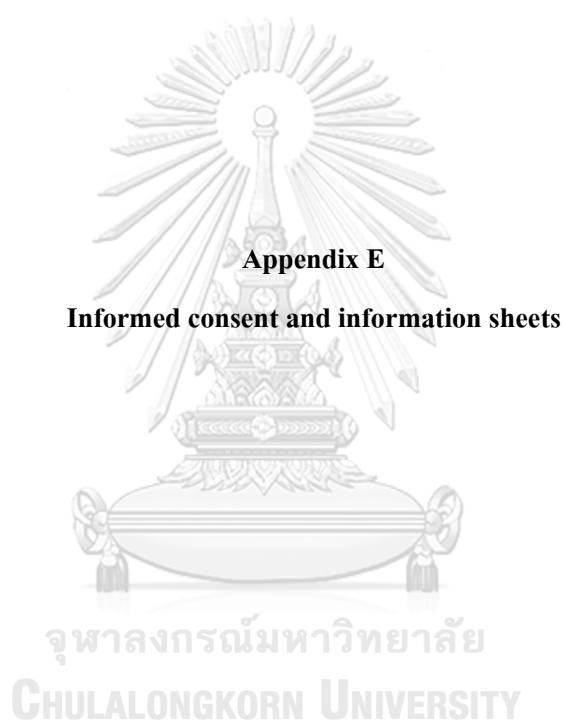 Appendix E
Informed consent and information sheets
จุฬาลงกรณ์มหาวิทยาลัย
CHULALONGKORN UNIVERSITY